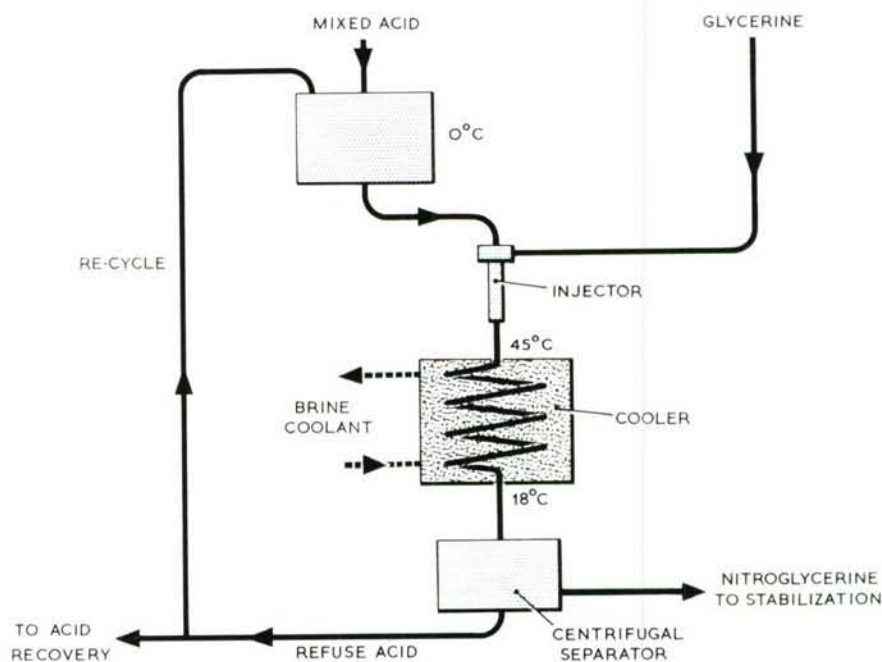 MIXED ACID
GLYCERINE
0°C
RE-CYCLE
INJECTOR
45°C
BRINE
COOLANT
COOLER
18°C
NITROGLYCERINE
TO STABILIZATION
TO ACID
RECOVERY
REFUSE ACID
CENTRIFUGAL
SEPARATOR